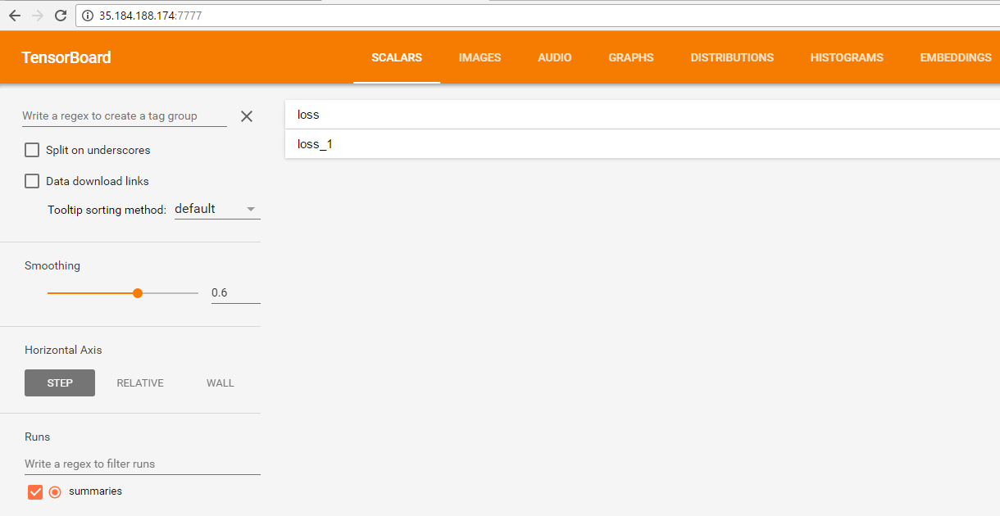 35.184.188.174:7777
TensorBoard SCALARS IMAGES AUDIO GRAPHS DISTRIBUTIONS HISTOGRAMS EMBEDDINGS
Write a regex to create a tag group
Split on underscores
Data download links
Tooltip sorting method: default
Smoothing
0.6
Horizontal Axis
STEP RELATIVE WALL
Runs
Write a regex to filter runs
summaries
loss
loss_1